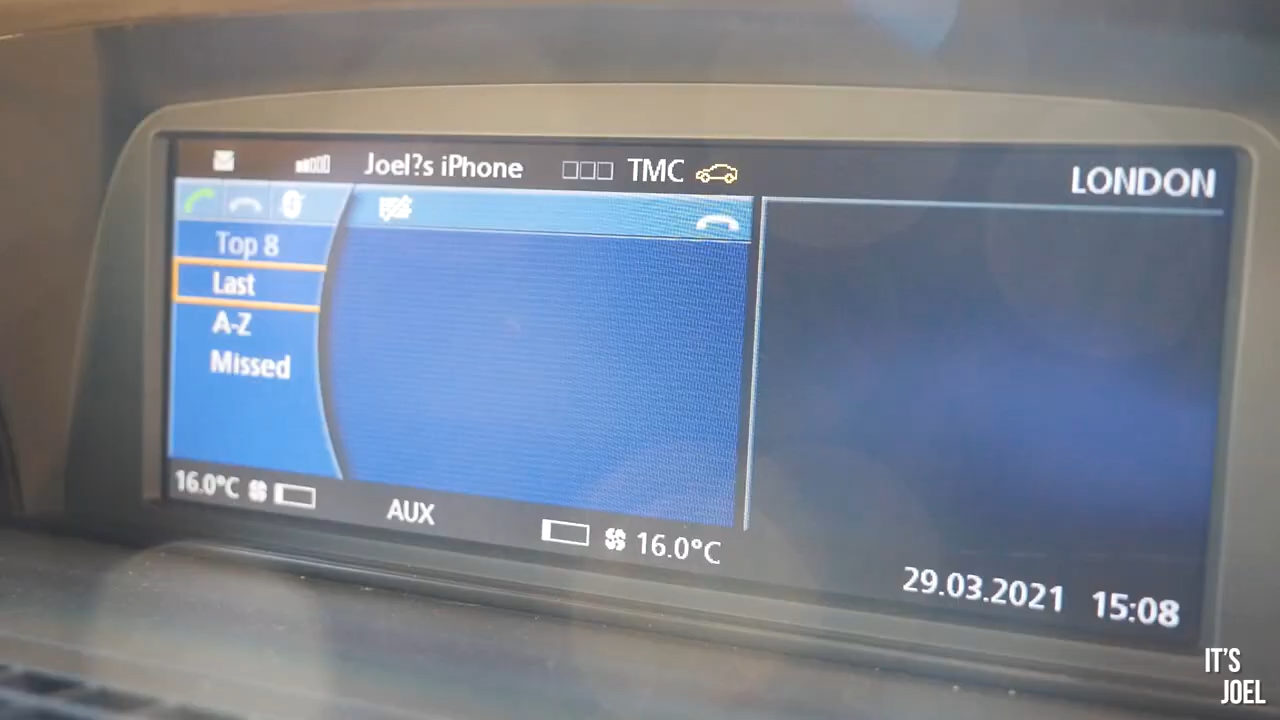 Joel?s iPhone
TMC
LONDON
Top 8
Last
A-Z
Missed
16.0°C
AUX
16.0°C
29.03.2021 15:08
IT'S
JOEL